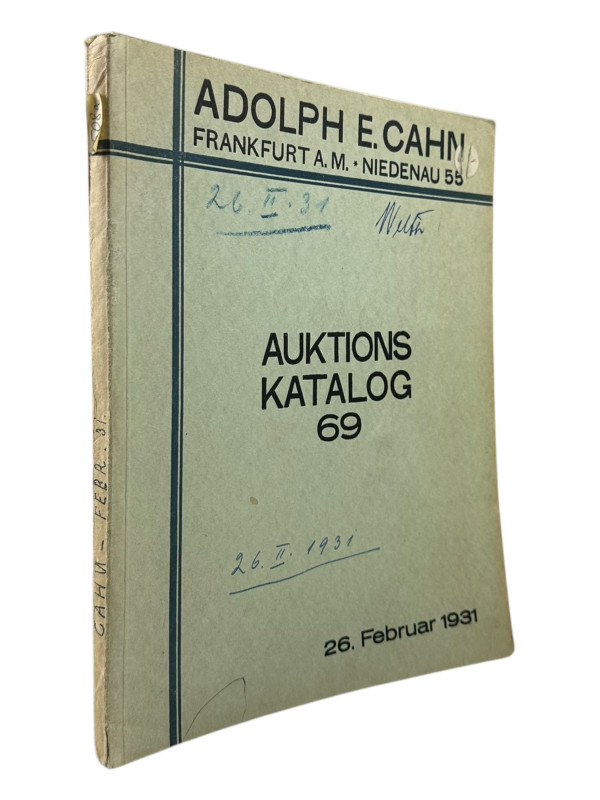 ADOLPH E. CAHN
FRANKFURT A. M. • NIEDENAU 55
26. II. 31
AUKTIONS
KATALOG
69
26. II. 1931
26. Februar 1931
CAHN - FEBR. 31.